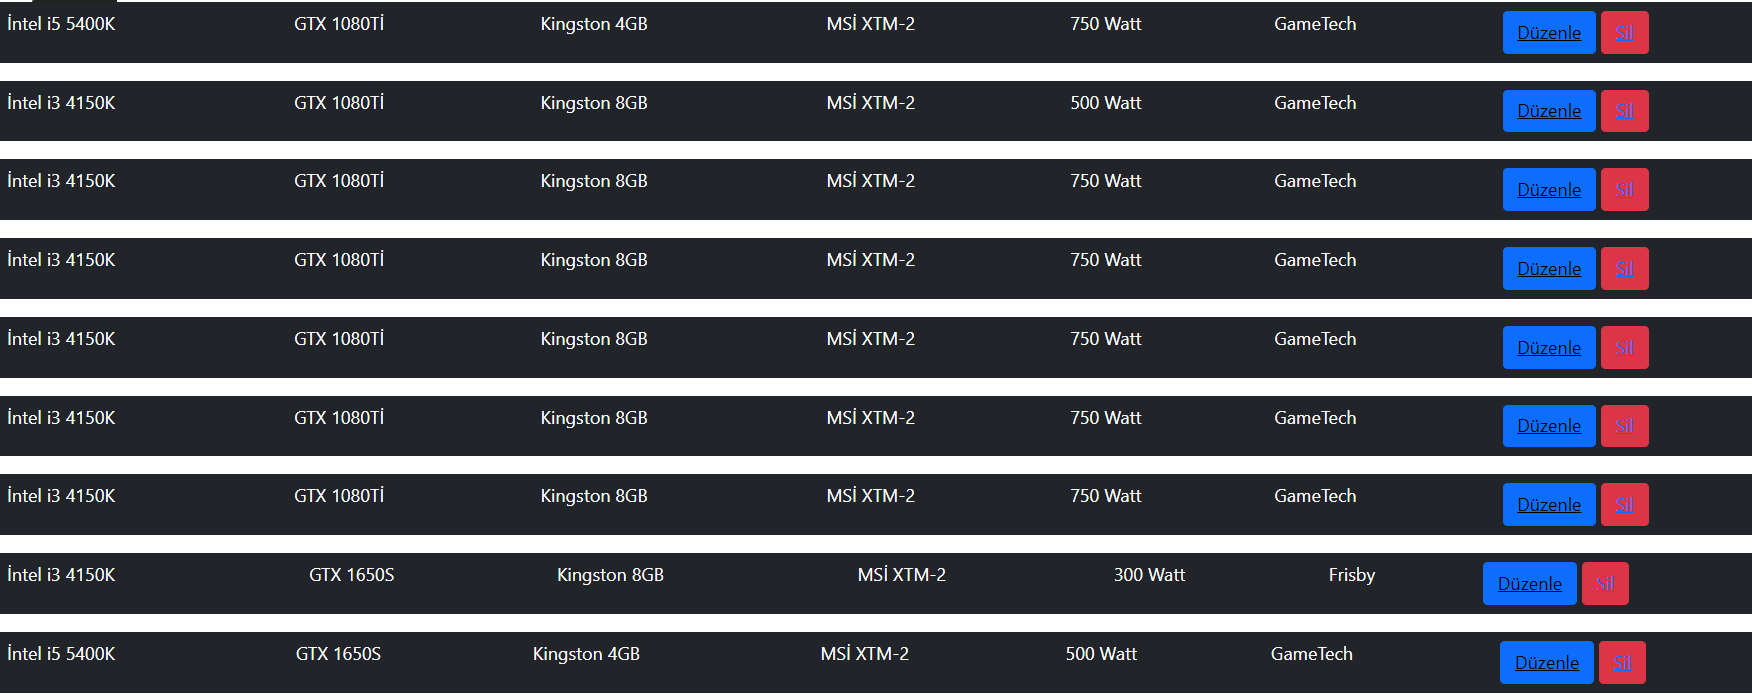 İntel i5 5400K GTX 1080Tİ Kingston 4GB MSİ XTM-2 750 Watt GameTech Düzenle Sil
İntel i3 4150K GTX 1080Tİ Kingston 8GB MSİ XTM-2 500 Watt GameTech Düzenle Sil
İntel i3 4150K GTX 1080Tİ Kingston 8GB MSİ XTM-2 750 Watt GameTech Düzenle Sil
İntel i3 4150K GTX 1080Tİ Kingston 8GB MSİ XTM-2 750 Watt GameTech Düzenle Sil
İntel i3 4150K GTX 1080Tİ Kingston 8GB MSİ XTM-2 750 Watt GameTech Düzenle Sil
İntel i3 4150K GTX 1080Tİ Kingston 8GB MSİ XTM-2 750 Watt GameTech Düzenle Sil
İntel i3 4150K GTX 1080Tİ Kingston 8GB MSİ XTM-2 750 Watt GameTech Düzenle Sil
İntel i3 4150K GTX 1650S Kingston 8GB MSİ XTM-2 300 Watt Frisby Düzenle Sil
İntel i5 5400K GTX 1650S Kingston 4GB MSİ XTM-2 500 Watt GameTech Düzenle Sil